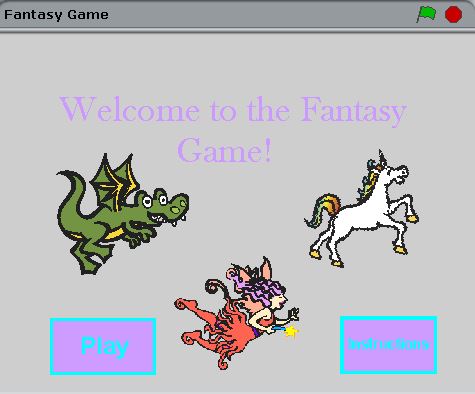 Fantasy Game
Welcome to the Fantasy
Game!
Play
Instructions